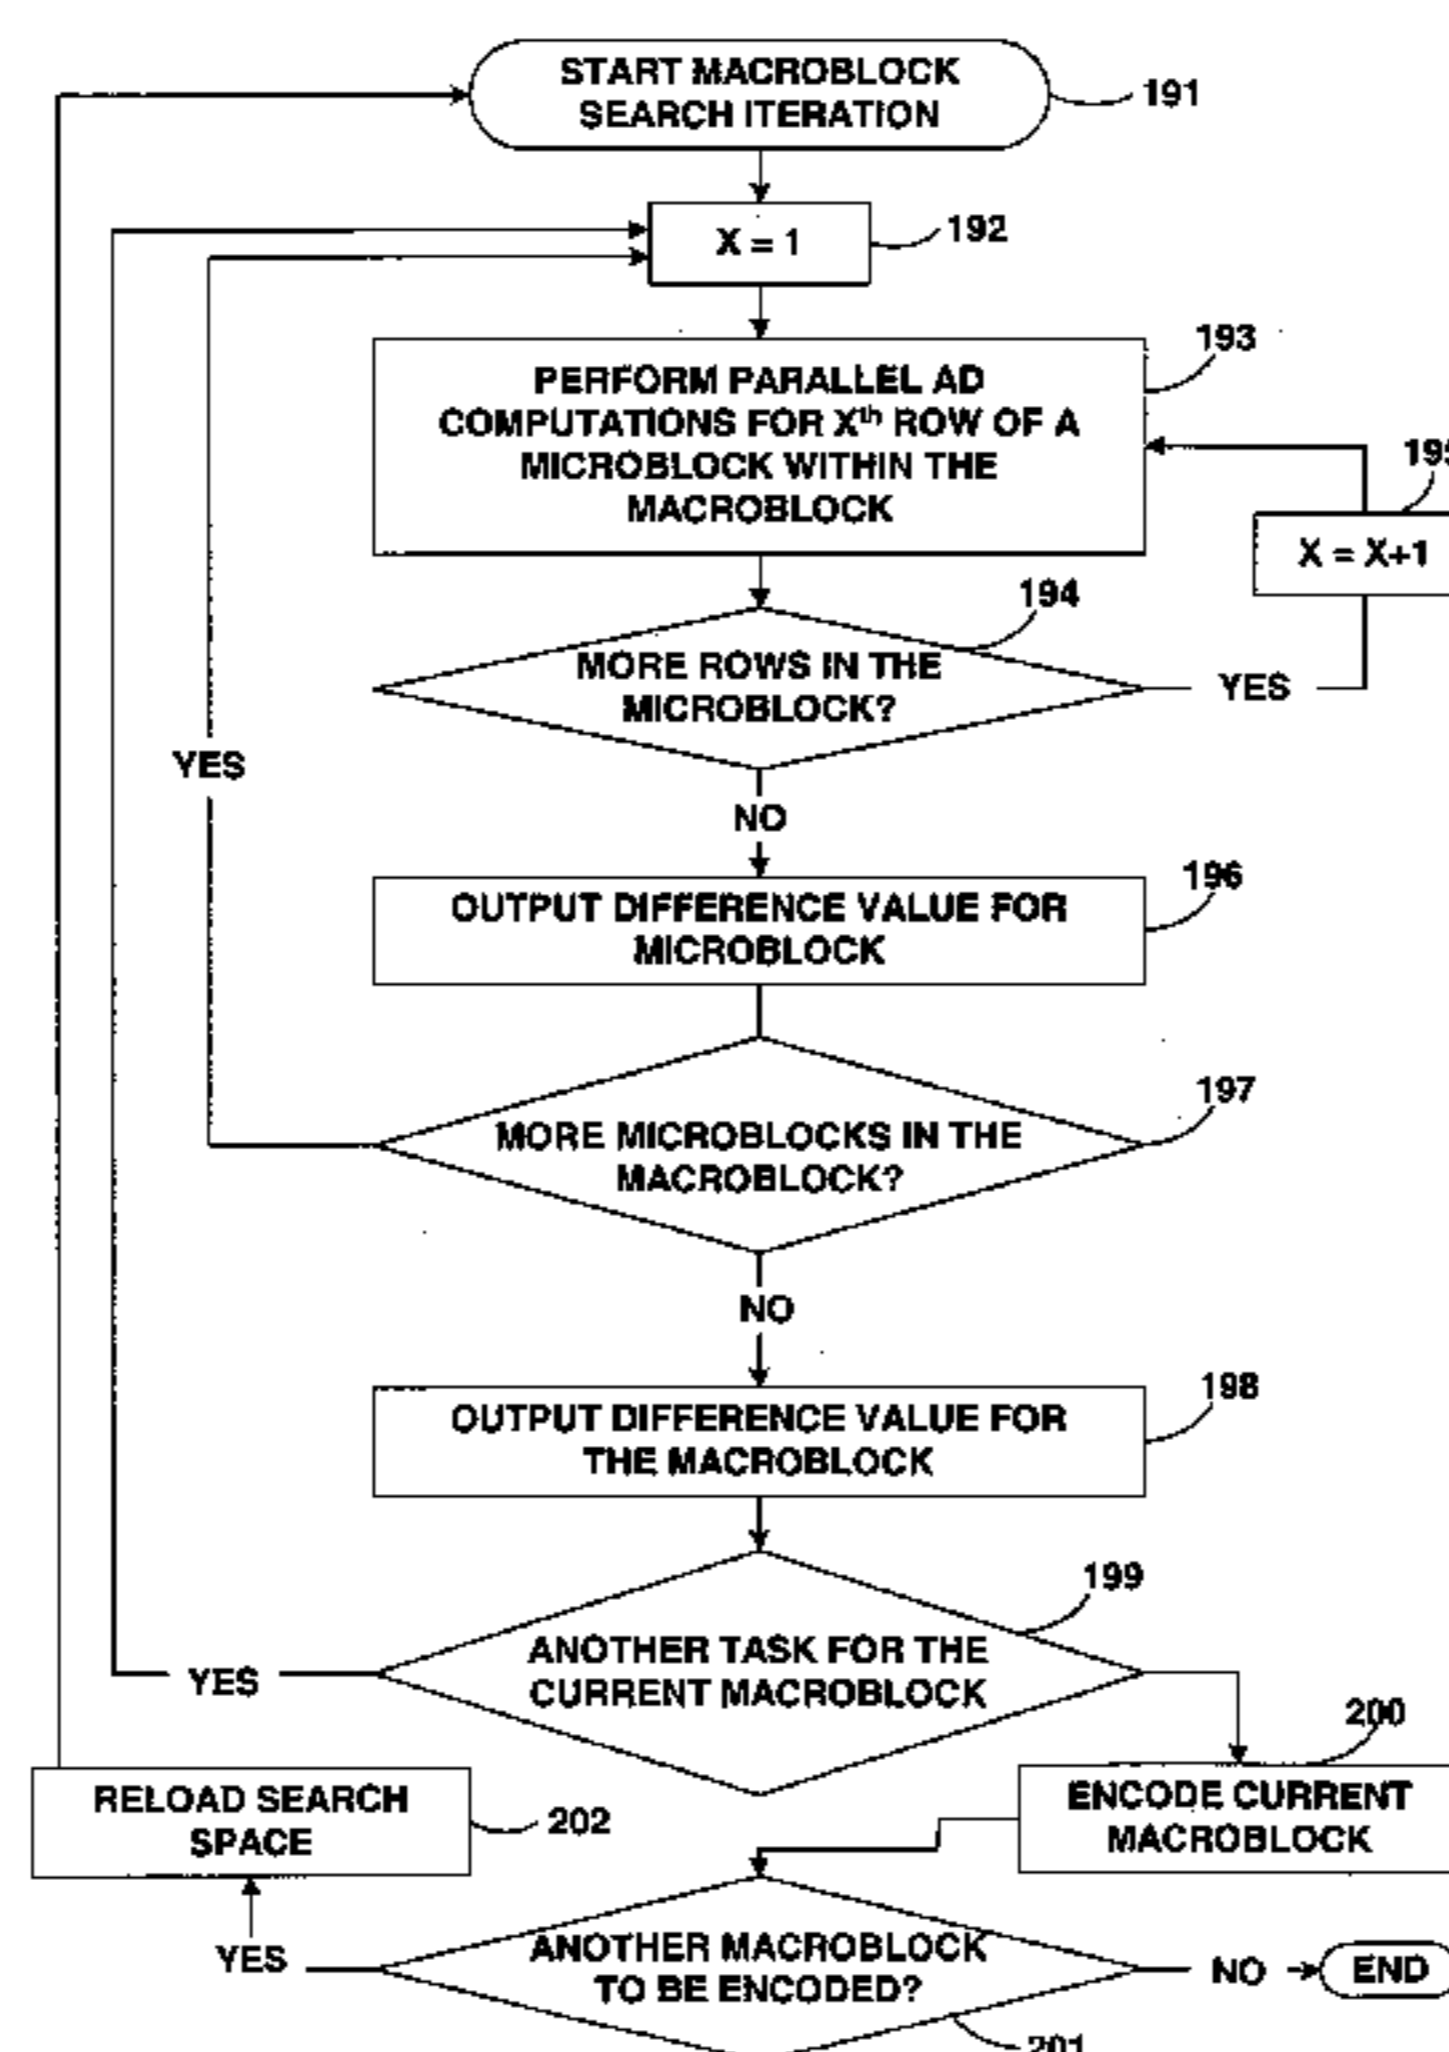 START MACROBLOCK
SEARCH ITERATION
191
X = 1
192
193
PERFORM PARALLEL AD
COMPUTATIONS FOR Xth ROW OF A
MICROBLOCK WITHIN THE
MACROBLOCK
X = X+1
194
MORE ROWS IN THE
MICROBLOCK?
YES
YES
NO
196
OUTPUT DIFFERENCE VALUE FOR
MICROBLOCK
197
MORE MICROBLOCKS IN THE
MACROBLOCK?
NO
198
OUTPUT DIFFERENCE VALUE FOR
THE MACROBLOCK
199
ANOTHER TASK FOR THE
CURRENT MACROBLOCK
YES
200
ENCODE CURRENT
MACROBLOCK
RELOAD SEARCH
SPACE
202
YES
ANOTHER MACROBLOCK
TO BE ENCODED?
NO
END
201